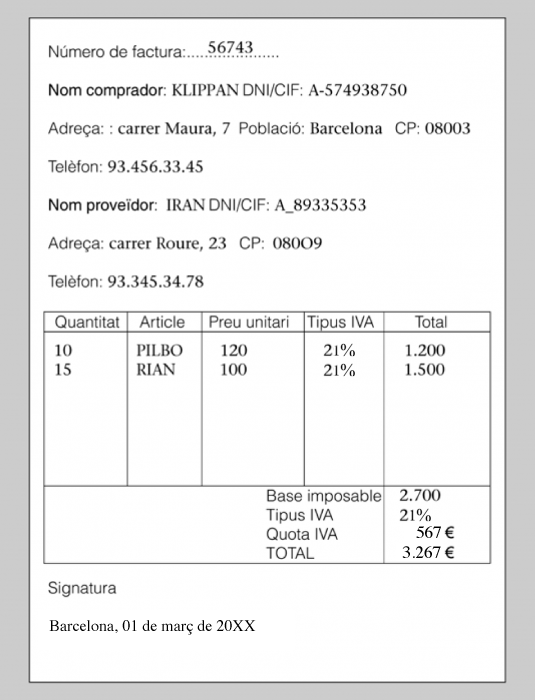 Número de factura:....56743......
Nom comprador: KLIPPAN DNI/CIF: A-574938750
Adreça: : carrer Maura, 7 Població: Barcelona CP: 08003
Telèfon: 93.456.33.45
Nom proveïdor: IRAN DNI/CIF: A_89335353
Adreça: carrer Roure, 23 CP: 080O9
Telèfon: 93.345.34.78
Quantitat Article Preu unitari Tipus IVA Total
10 PILBO 120 21% 1.200
15 RIAN 100 21% 1.500
Base imposable 2.700
Tipus IVA 21%
Quota IVA 567 €
TOTAL 3.267 €
Signatura
Barcelona, 01 de març de 20XX